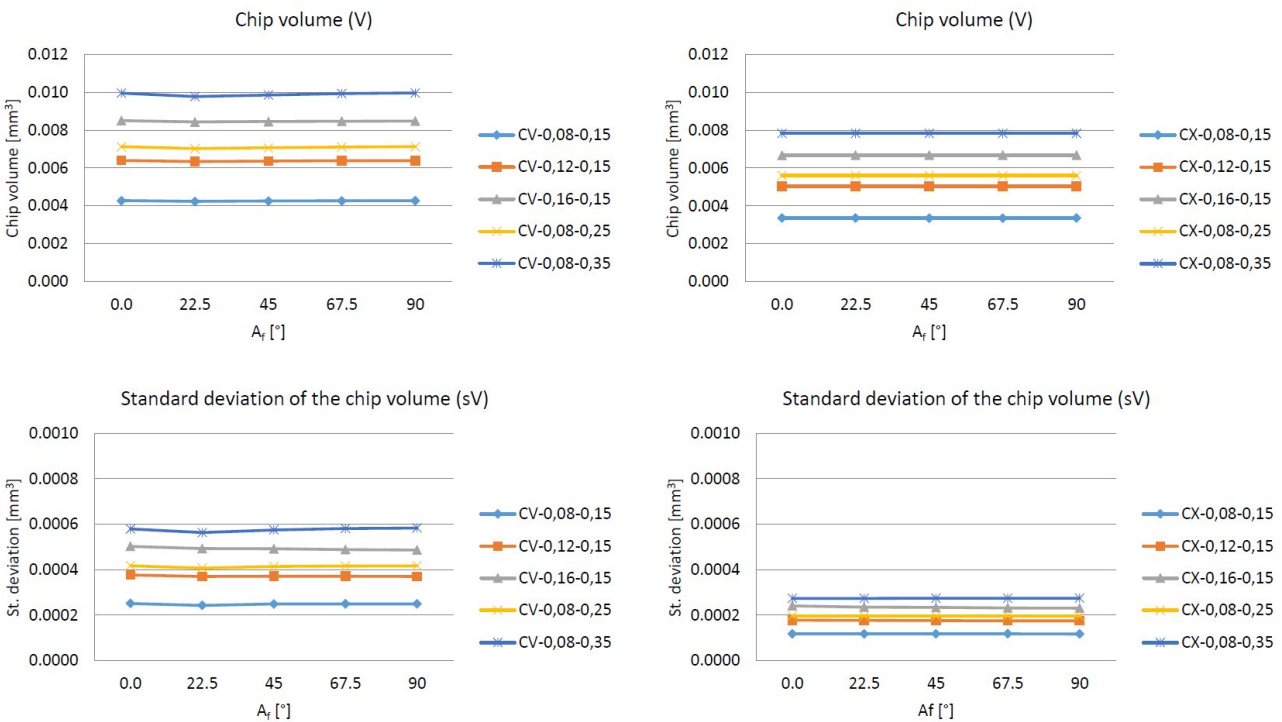 Chip volume (V)
Chip volume [mm³]
0.012
0.010
0.008
0.006
0.004
0.002
0.000
0.0 22.5 45 67.5 90
A_f [°]
CV-0,08-0,15
CV-0,12-0,15
CV-0,16-0,15
CV-0,08-0,25
CV-0,08-0,35
Chip volume (V)
Chip volume [mm³]
0.012
0.010
0.008
0.006
0.004
0.002
0.000
0.0 22.5 45 67.5 90
A_f [°]
CX-0,08-0,15
CX-0,12-0,15
CX-0,16-0,15
CX-0,08-0,25
CX-0,08-0,35
Standard deviation of the chip volume (sV)
St. deviation [mm³]
0.0010
0.0008
0.0006
0.0004
0.0002
0.0000
0.0 22.5 45 67.5 90
A_f [°]
CV-0,08-0,15
CV-0,12-0,15
CV-0,16-0,15
CV-0,08-0,25
CV-0,08-0,35
Standard deviation of the chip volume (sV)
St. deviation [mm³]
0.0010
0.0008
0.0006
0.0004
0.0002
0.0000
0.0 22.5 45 67.5 90
Af [°]
CX-0,08-0,15
CX-0,12-0,15
CX-0,16-0,15
CX-0,08-0,25
CX-0,08-0,35